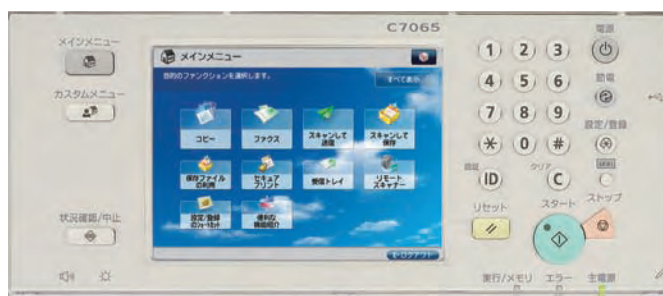 C7065
メインメニュー
カスタムメニュー
状況確認/中止
メインメニュー
目的のファンクションを選択します。
すべて表示
コピー
ファクス
スキャンして
送信
スキャンして
保存
保存ファイル
の利用
セキュア
プリント
受信トレイ
リモート
スキャナー
設定/登録
のショートカット
便利な
機能紹介
ログアウト
1 2 3
4 5 6
7 8 9
* 0 #
ID
クリア
C
電源
節電
設定/登録
リセット
スタート
ストップ
実行/メモリ
エラー
主電源